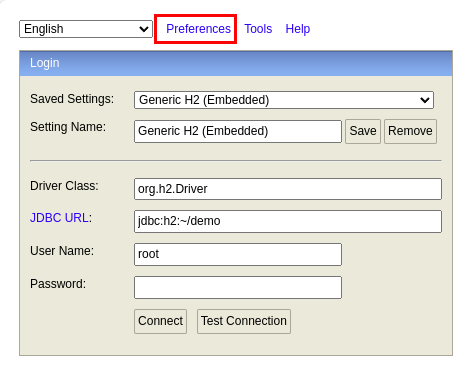 English Preferences Tools Help
Login
Saved Settings: Generic H2 (Embedded)
Setting Name: Generic H2 (Embedded) Save Remove
Driver Class: org.h2.Driver
JDBC URL: jdbc:h2:~/demo
User Name: root
Password:
Connect Test Connection